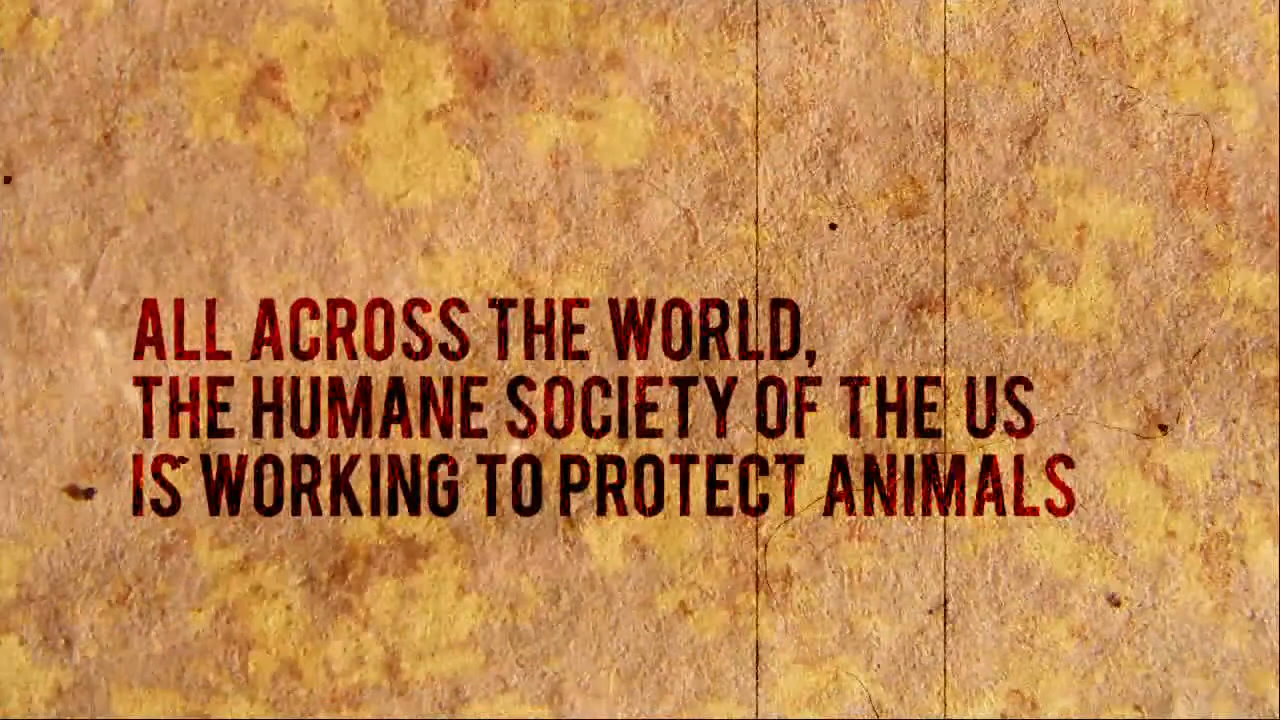 ALL ACROSS THE WORLD,
THE HUMANE SOCIETY OF THE US
IS WORKING TO PROTECT ANIMALS